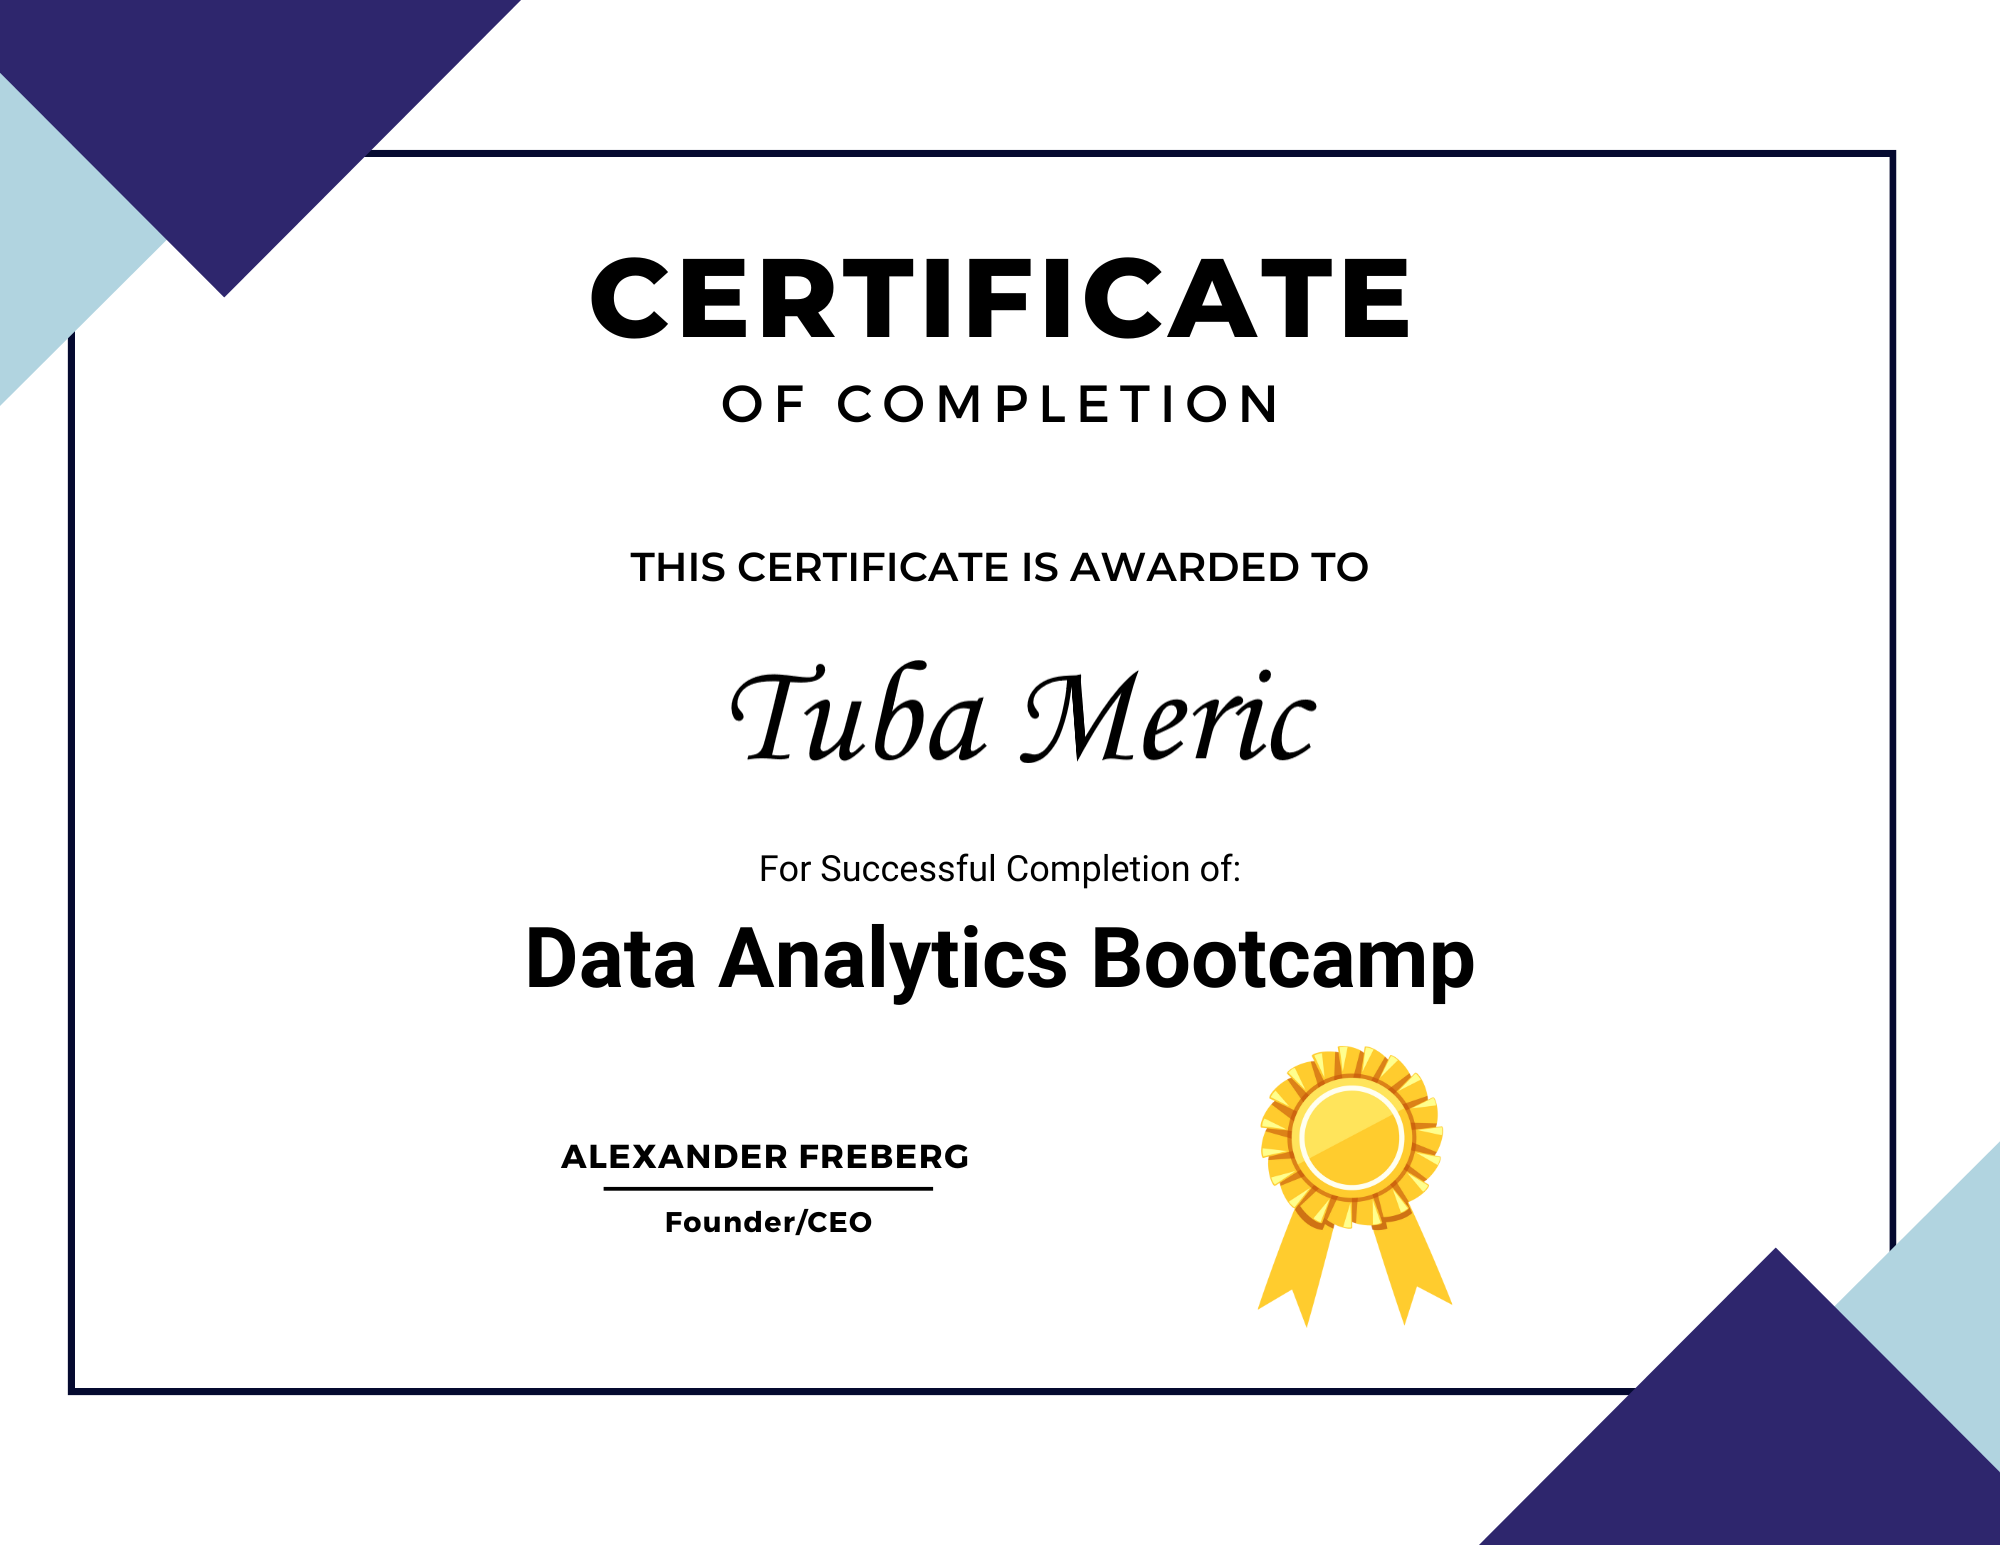 CERTIFICATE
OF COMPLETION
THIS CERTIFICATE IS AWARDED TO
Tuba Meric
For Successful Completion of:
Data Analytics Bootcamp
ALEXANDER FREBERG
Founder/CEO